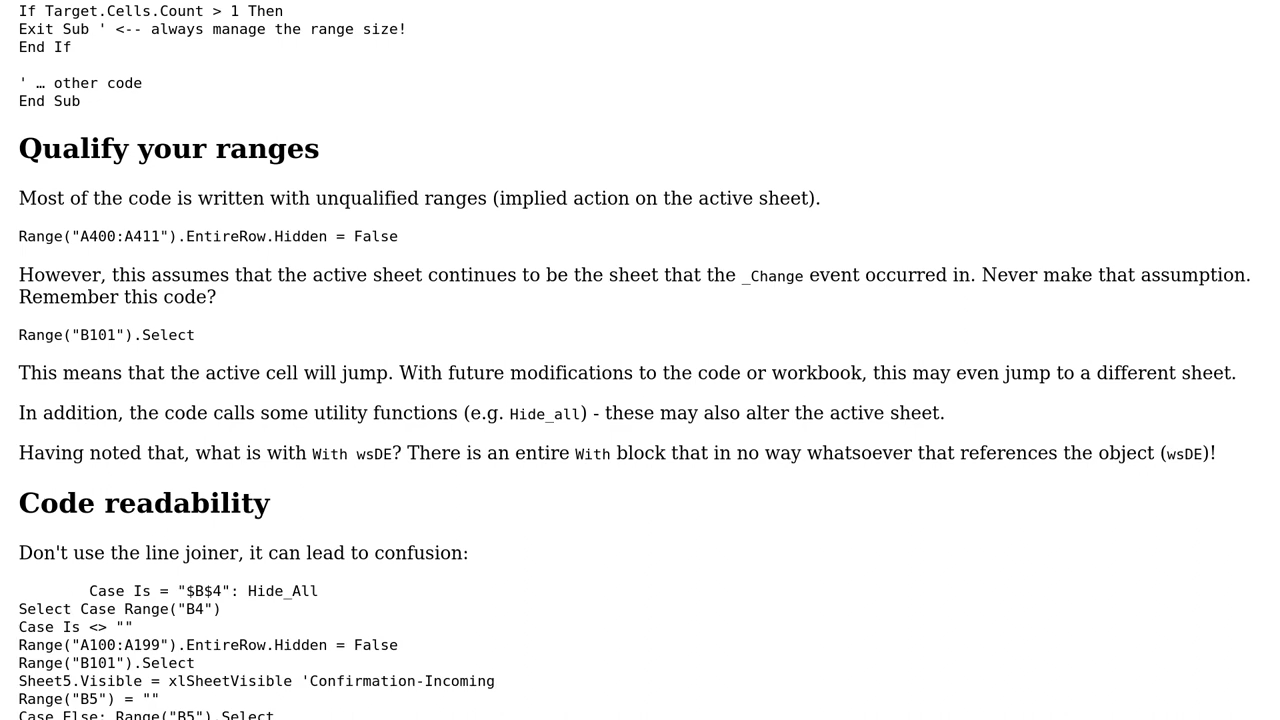 If Target.Cells.Count > 1 Then
Exit Sub ' <-- always manage the range size!
End If
' … other code
End Sub
Qualify your ranges
Most of the code is written with unqualified ranges (implied action on the active sheet).
Range("A400:A411").EntireRow.Hidden = False
However, this assumes that the active sheet continues to be the sheet that the _Change event occurred in. Never make that assumption.
Remember this code?
Range("B101").Select
This means that the active cell will jump. With future modifications to the code or workbook, this may even jump to a different sheet.
In addition, the code calls some utility functions (e.g. Hide_all) - these may also alter the active sheet.
Having noted that, what is with With wsDE? There is an entire With block that in no way whatsoever that references the object (wsDE)!
Code readability
Don't use the line joiner, it can lead to confusion:
Case Is = "$B$4": Hide_All
Select Case Range("B4")
Case Is <> ""
Range("A100:A199").EntireRow.Hidden = False
Range("B101").Select
Sheet5.Visible = xlSheetVisible 'Confirmation-Incoming
Range("B5") = ""
Case Else: Range("B5").Select